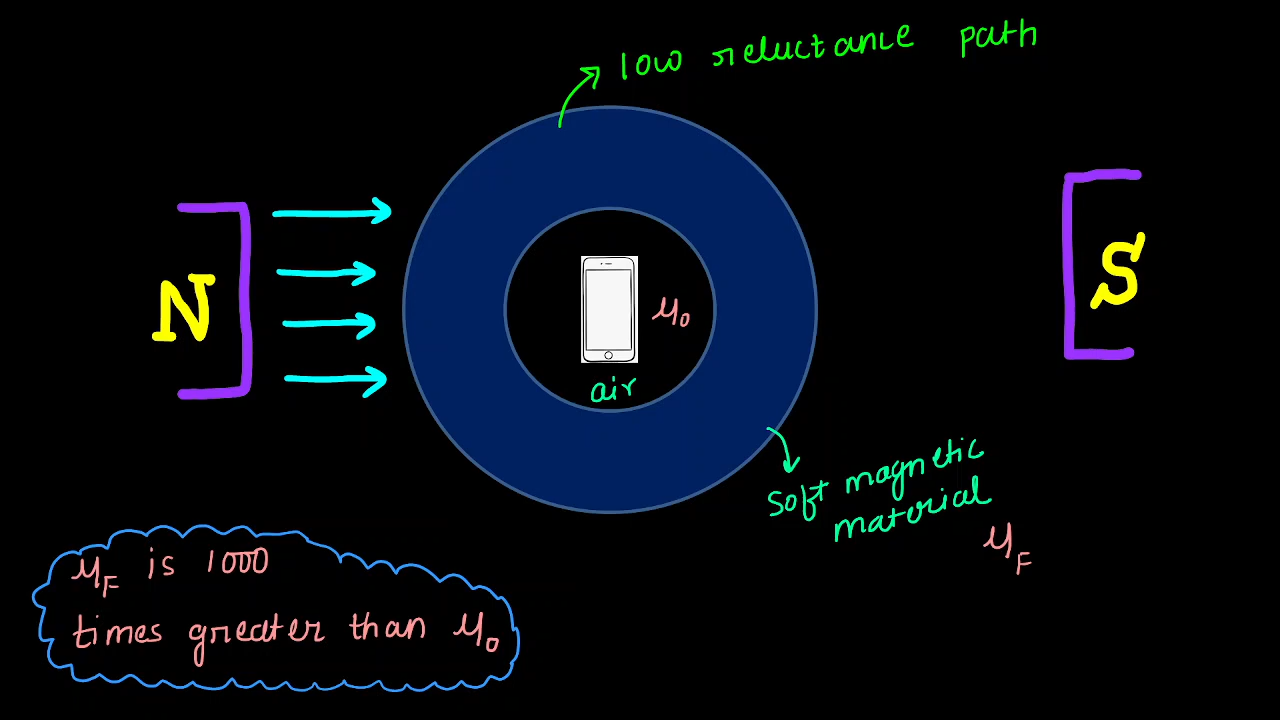 low reluctance path
N
S
μ₀
air
soft magnetic
material
μF
μF is 1000
times greater than μ₀